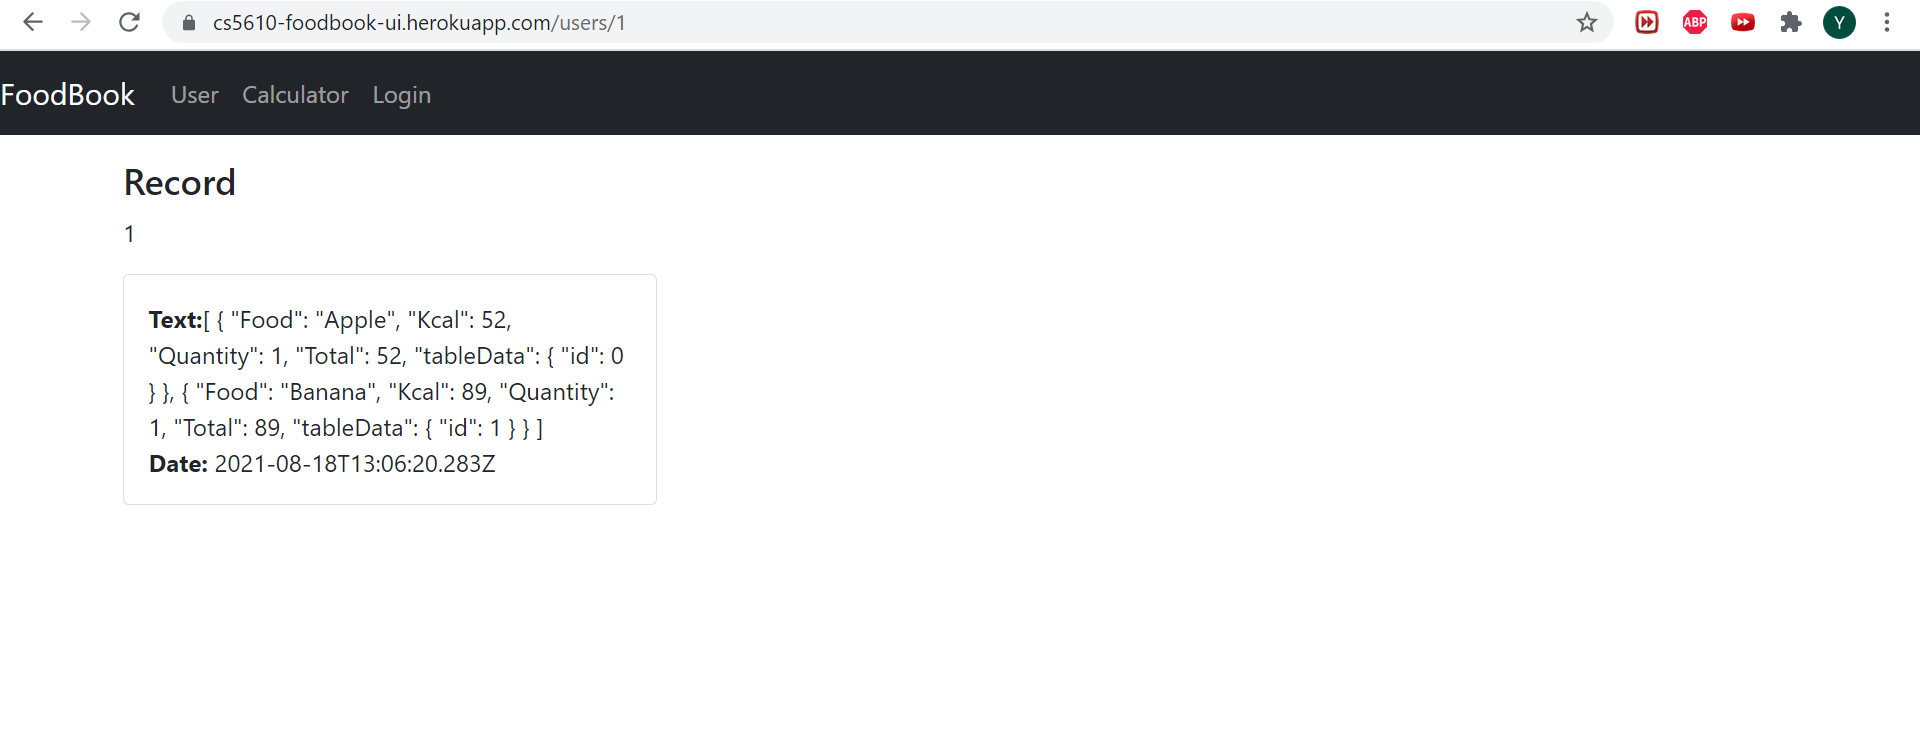 cs5610-foodbook-ui.herokuapp.com/users/1
ABP
Y
FoodBook User Calculator Login
Record
1
Text:[ { "Food": "Apple", "Kcal": 52,
"Quantity": 1, "Total": 52, "tableData": { "id": 0
} }, { "Food": "Banana", "Kcal": 89, "Quantity":
1, "Total": 89, "tableData": { "id": 1 } } ]
Date: 2021-08-18T13:06:20.283Z